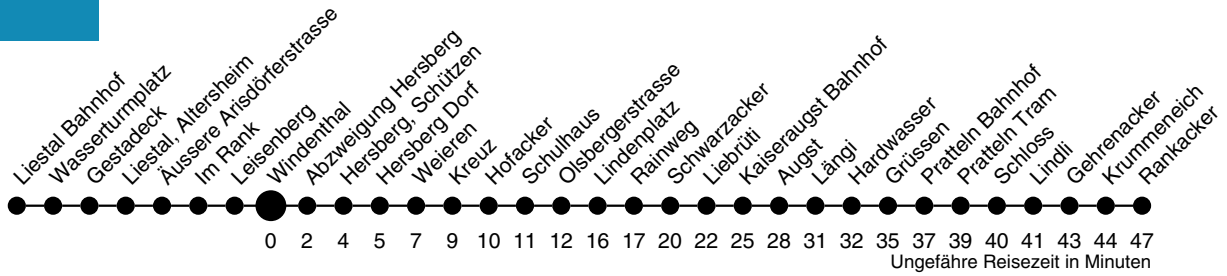 Liestal Bahnhof
Wasserturmplatz
Gestadeck
Liestal, Altersheim
Äussere Arisdörferstrasse
Im Rank
Leisenberg
Windenthal
Abzweigung Hersberg
Hersberg, Schützen
Hersberg Dorf
Weieren
Kreuz
Hofacker
Schulhaus
Olsbergerstrasse
Lindenplatz
Rainweg
Schwarzacker
Liebrüti
Kaiseraugst Bahnhof
Augst
Längi
Hardwasser
Grüssen
Pratteln Bahnhof
Pratteln Tram
Schloss
Lindli
Gehrenacker
Krummeneich
Rankacker
0 2 4 5 7 9 10 11 12 16 17 20 22 25 28 31 32 35 37 39 40 41 43 44 47
Ungefähre Reisezeit in Minuten